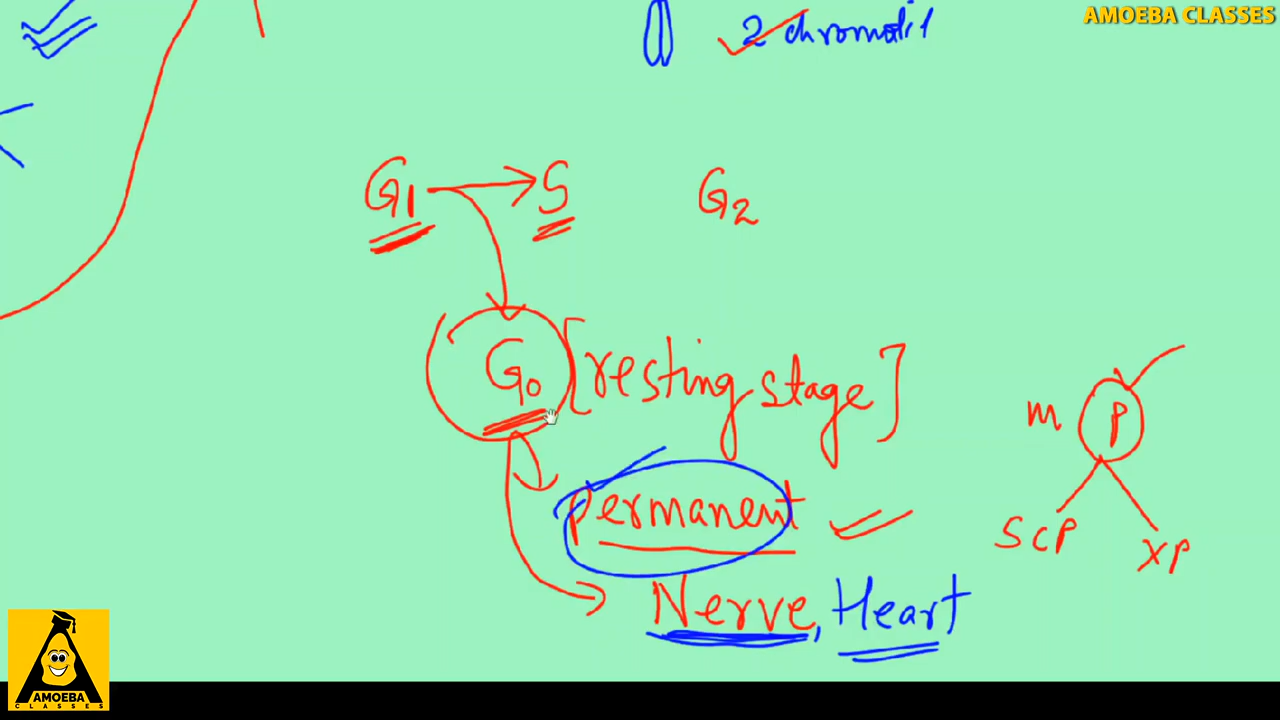 AMOEBA CLASSES
2 chromatid
G1 S G2
G0 [resting stage]
m P
permanent
SCP XP
Nerve, Heart
AMOEBA
CLASSES